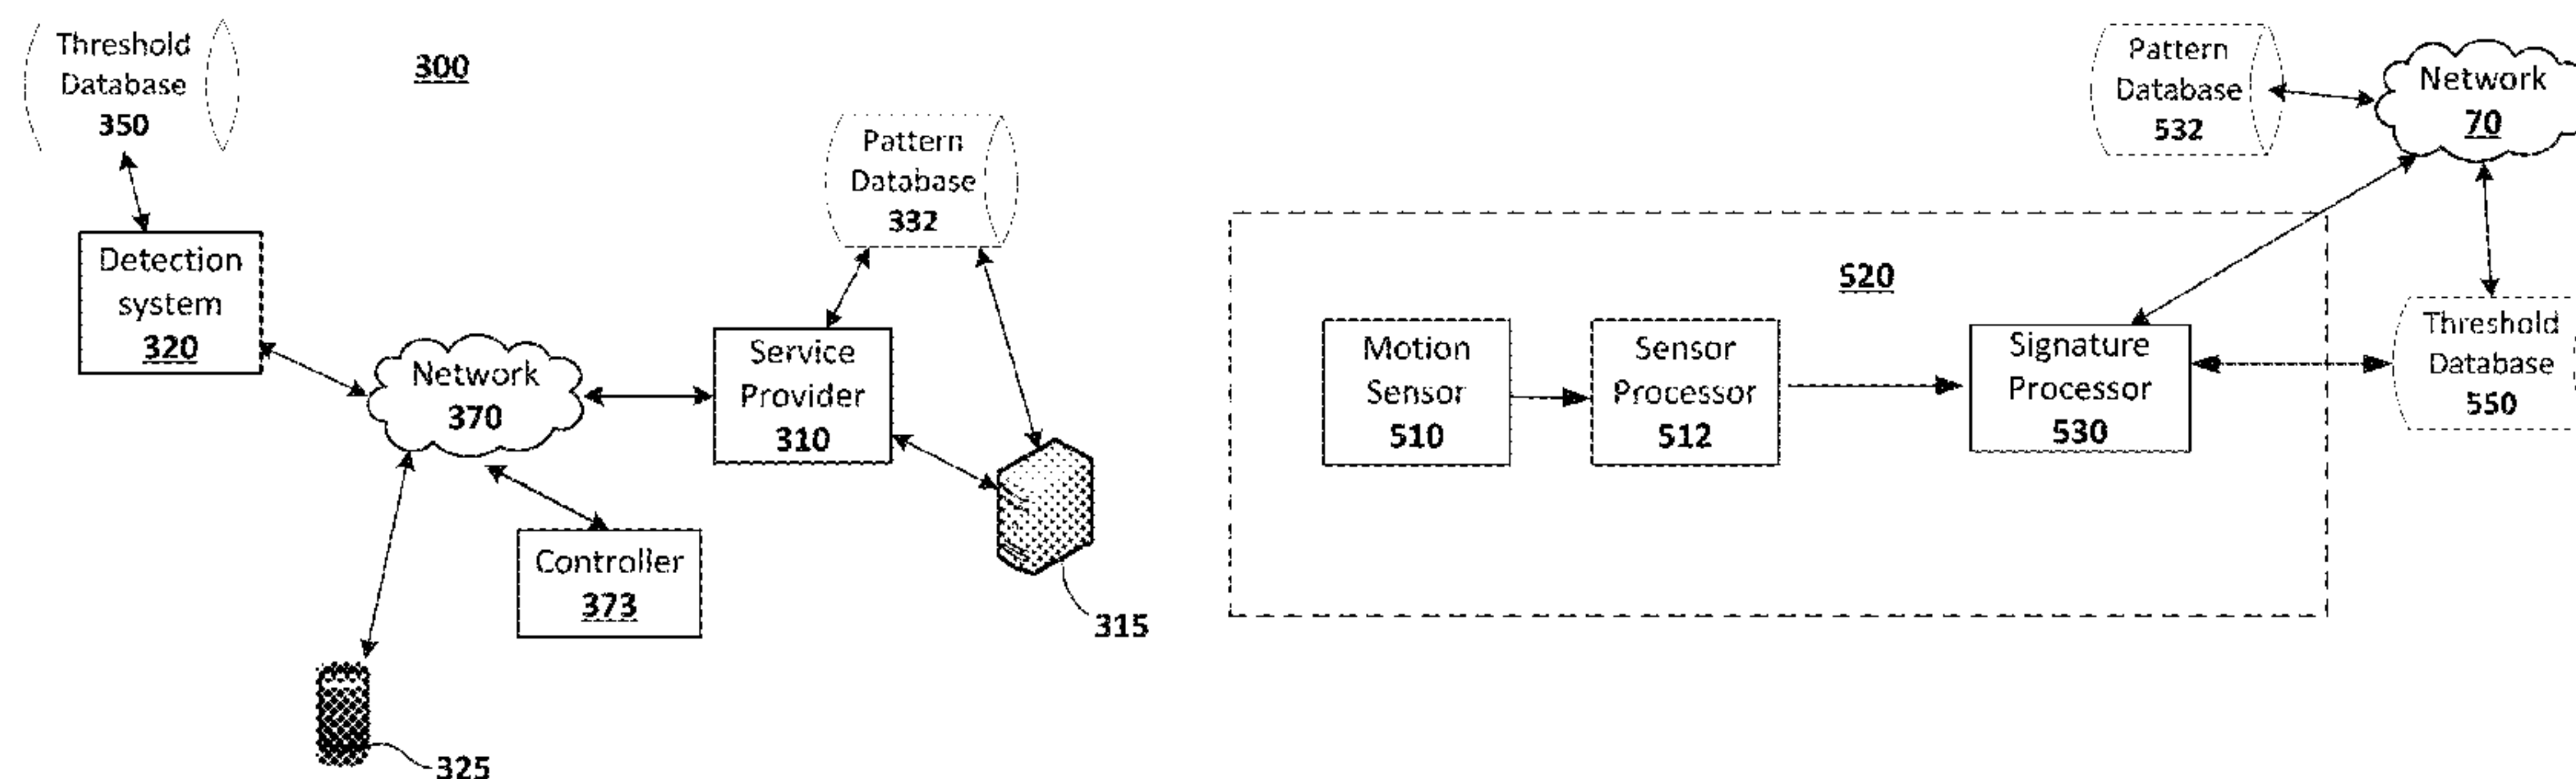 Threshold
Database
350
300
Pattern
Database
332
Detection
system
320
Network
370
Service
Provider
310
Controller
373
315
325
Pattern
Database
532
Network
70
520
Motion
Sensor
510
Sensor
Processor
512
Signature
Processor
530
Threshold
Database
550